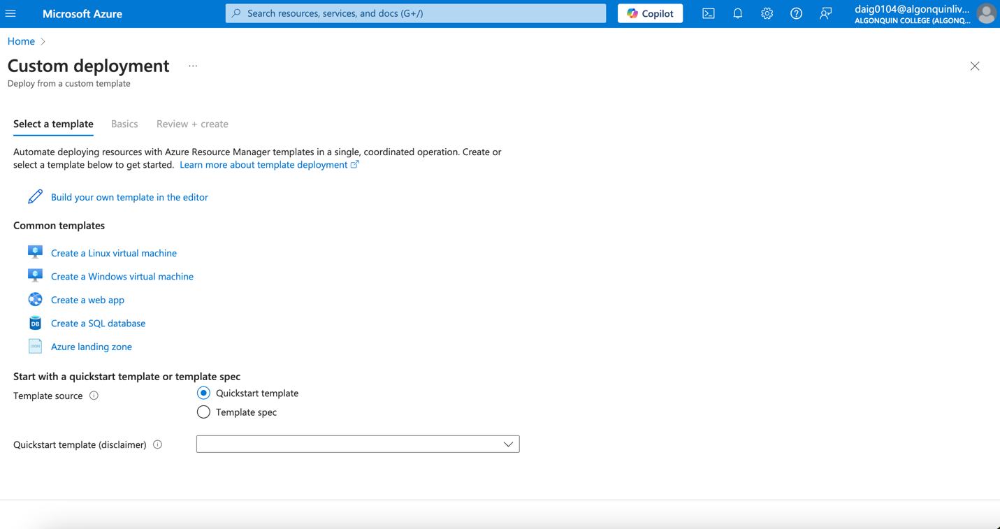 Microsoft Azure
Search resources, services, and docs (G+/)
Copilot
daig0104@algonquinliv...
ALGONQUIN COLLEGE (ALGONQ...
Home
Custom deployment
...
Deploy from a custom template
Select a template
Basics
Review + create
Automate deploying resources with Azure Resource Manager templates in a single, coordinated operation. Create or
select a template below to get started. Learn more about template deployment
Build your own template in the editor
Common templates
Create a Linux virtual machine
Create a Windows virtual machine
Create a web app
DB
Create a SQL database
JSON
Azure landing zone
Start with a quickstart template or template spec
Template source
Quickstart template
Template spec
Quickstart template (disclaimer)